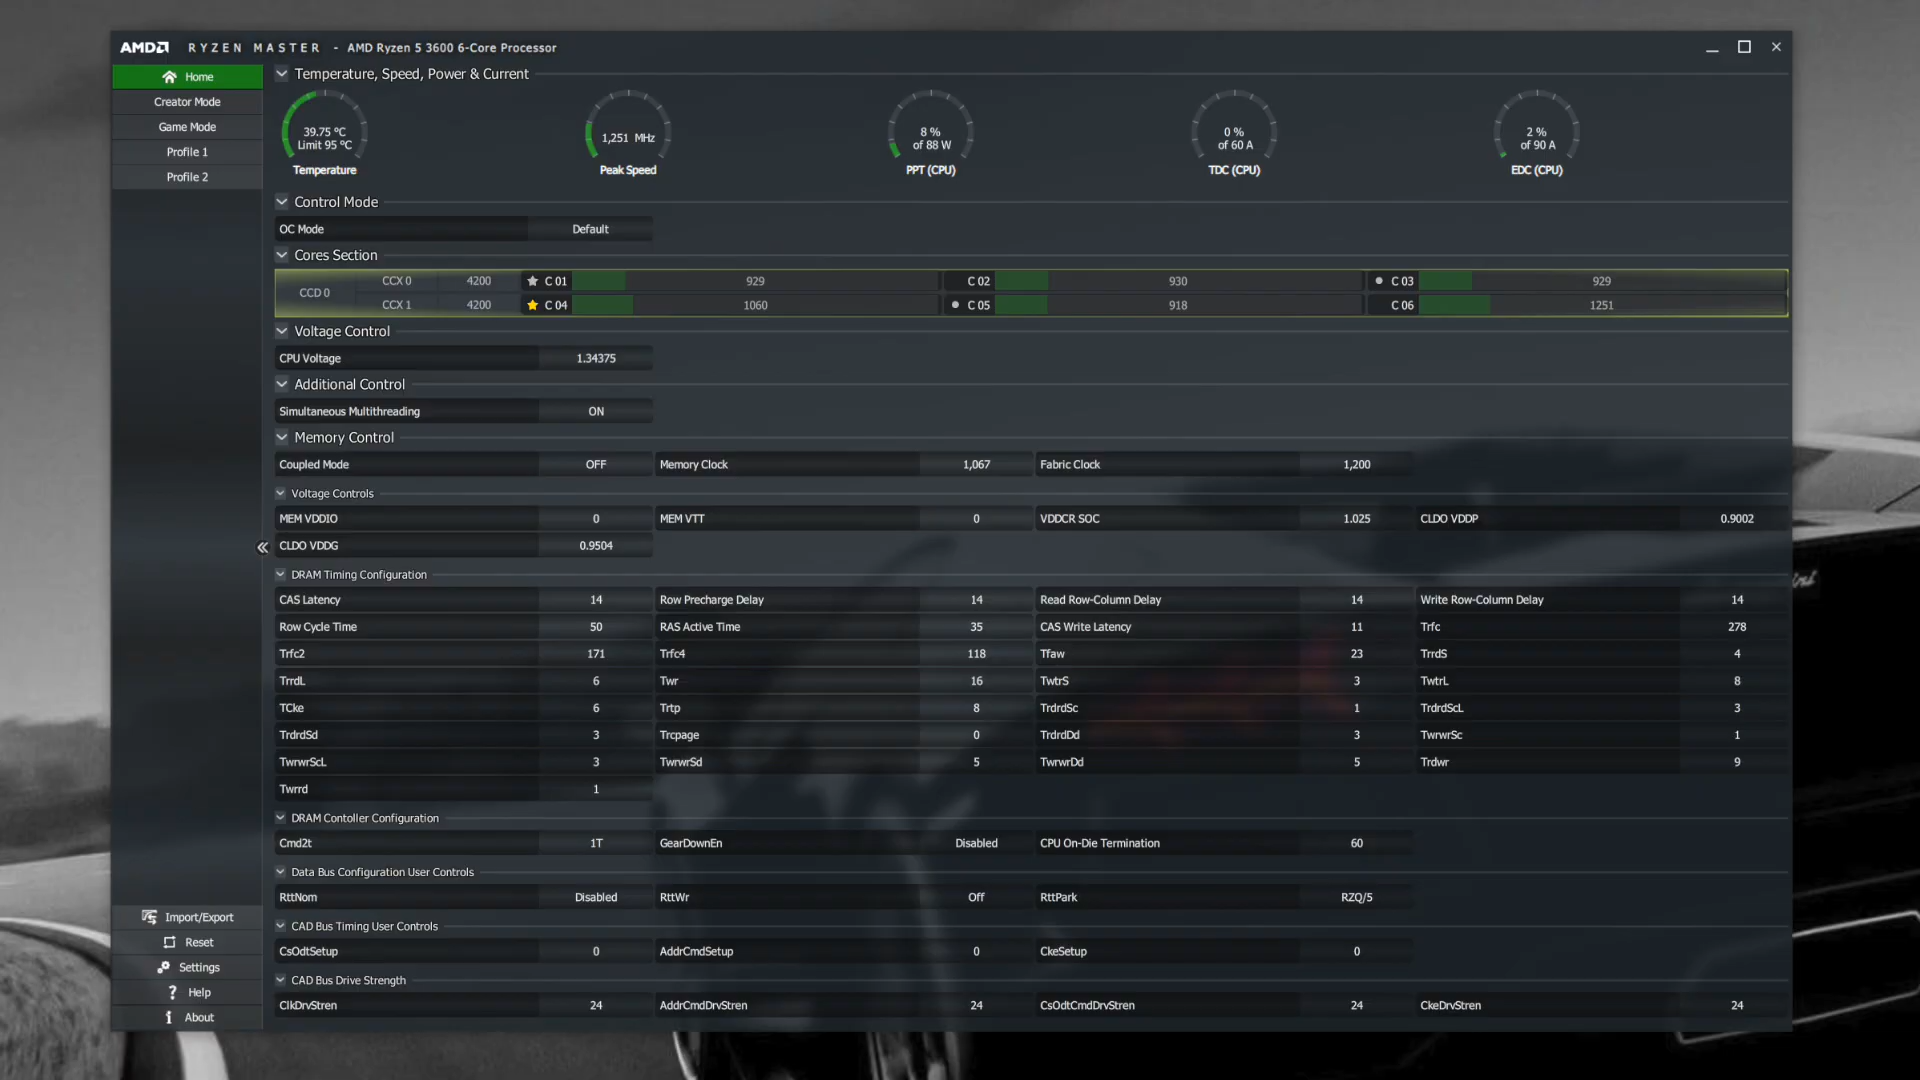 AMD RYZEN MASTER - AMD Ryzen 5 3600 6-Core Processor
Home
Creator Mode
Game Mode
Profile 1
Profile 2
Temperature, Speed, Power & Current
39.75 °C
Limit 95 °C
Temperature
1,251 MHz
Peak Speed
8 %
of 88 W
PPT (CPU)
0 %
of 60 A
TDC (CPU)
2 %
of 90 A
EDC (CPU)
Control Mode
OC Mode Default
Cores Section
CCD 0
CCX 0 4200 C 01 929 C 02 930 C 03 929
CCX 1 4200 C 04 1060 C 05 918 C 06 1251
Voltage Control
CPU Voltage 1.34375
Additional Control
Simultaneous Multithreading ON
Memory Control
Coupled Mode OFF Memory Clock 1,067 Fabric Clock 1,200
Voltage Controls
MEM VDDIO 0 MEM VTT 0 VDDCR SOC 1.025 CLDO VDDP 0.9002
CLDO VDDG 0.9504
DRAM Timing Configuration
CAS Latency 14 Row Precharge Delay 14 Read Row-Column Delay 14 Write Row-Column Delay 14
Row Cycle Time 50 RAS Active Time 35 CAS Write Latency 11 Trfc 278
Trfc2 171 Trfc4 118 Tfaw 23 TrrdS 4
TrrdL 6 Twr 16 TwtrS 3 TwtrL 8
TCke 6 Trtp 8 TrdrdSc 1 TrdrdScL 3
TrdrdSd 3 Trcpage 0 TrdrdDd 3 TwrwrSc 1
TwrwrScL 3 TwrwrSd 5 TwrwrDd 5 Trdwr 9
Twrrd 1
DRAM Contoller Configuration
Cmd2t 1T GearDownEn Disabled CPU On-Die Termination 60
Data Bus Configuration User Controls
RttNom Disabled RttWr Off RttPark RZQ/5
CAD Bus Timing User Controls
CsOdtSetup 0 AddrCmdSetup 0 CkeSetup 0
CAD Bus Drive Strength
ClkDrvStren 24 AddrCmdDrvStren 24 CsOdtCmdDrvStren 24 CkeDrvStren 24
Import/Export
Reset
Settings
Help
About